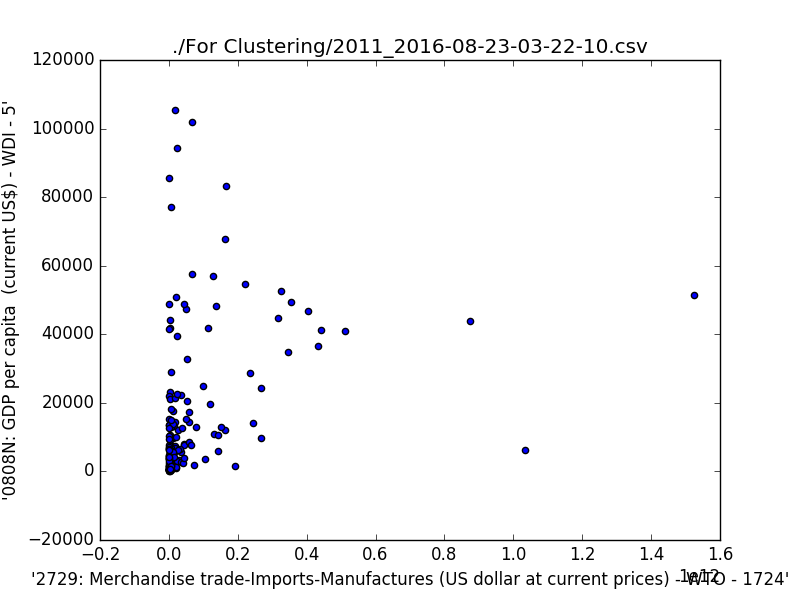 ./For Clustering/2011_2016-08-23-03-22-10.csv
120000
100000
80000
60000
40000
20000
0
−20000
'0808N: GDP per capita  (current US$) - WDI - 5'
−0.2 0.0 0.2 0.4 0.6 0.8 1.0 1.2 1.4 1.6
1e12
'2729: Merchandise trade-Imports-Manufactures (US dollar at current prices) - WTO - 1724'